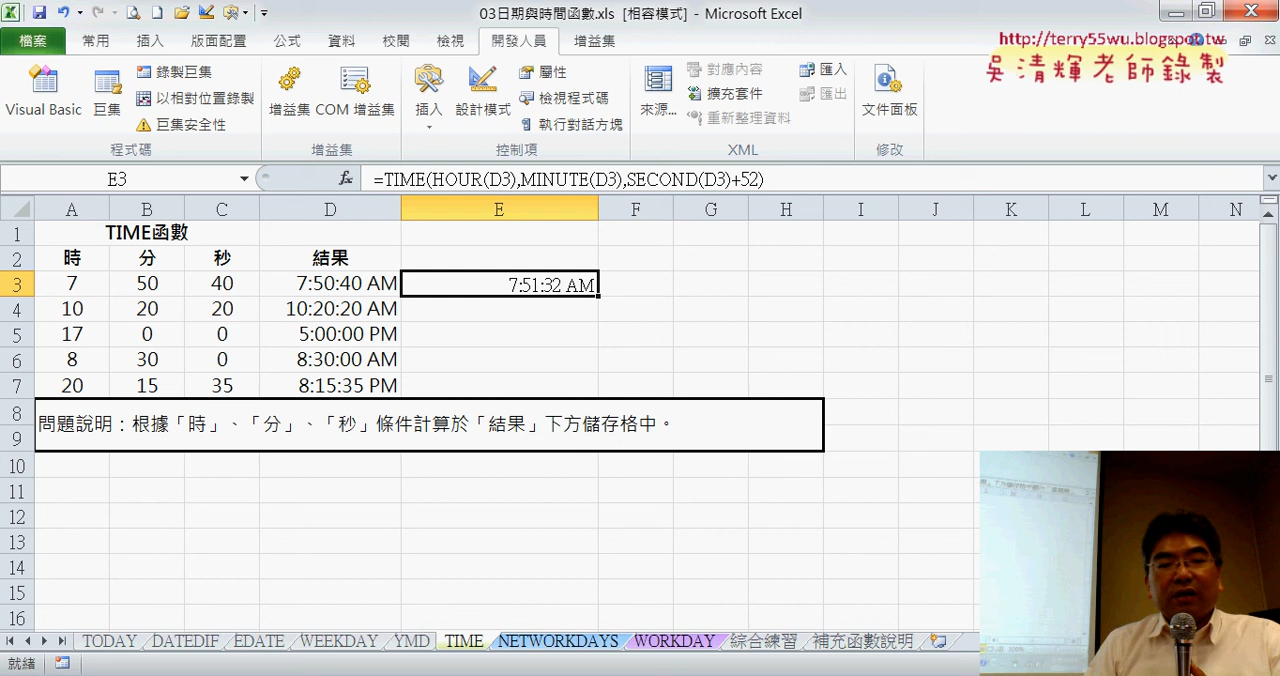 03日期與時間函數.xls [相容模式] - Microsoft Excel
http://terry55wu.blogspot.tw
吳清輝老師錄製
檔案 常用 插入 版面配置 公式 資料 校閱 檢視 開發人員 增益集
Visual Basic 巨集 錄製巨集 以相對位置錄製 巨集安全性 程式碼
增益集 COM 增益集 增益集
插入 設計模式 屬性 檢視程式碼 執行對話方塊 控制項
來源... 對應內容 擴充套件 重新整理資料 匯入 匯出 XML
文件面板 修改
E3 fx =TIME(HOUR(D3),MINUTE(D3),SECOND(D3)+52)
A B C D E F G H I J K L M N
1 TIME函數
2 時 分 秒 結果
3 7 50 40 7:50:40 AM 7:51:32 AM
4 10 20 20 10:20:20 AM
5 17 0 0 5:00:00 PM
6 8 30 0 8:30:00 AM
7 20 15 35 8:15:35 PM
8 問題說明：根據「時」、「分」、「秒」條件計算於「結果」下方儲存格中。
9
10
11
12
13
14
15
16
TODAY DATEDIF EDATE WEEKDAY YMD TIME NETWORKDAYS WORKDAY 綜合練習 補充函數說明
就緒